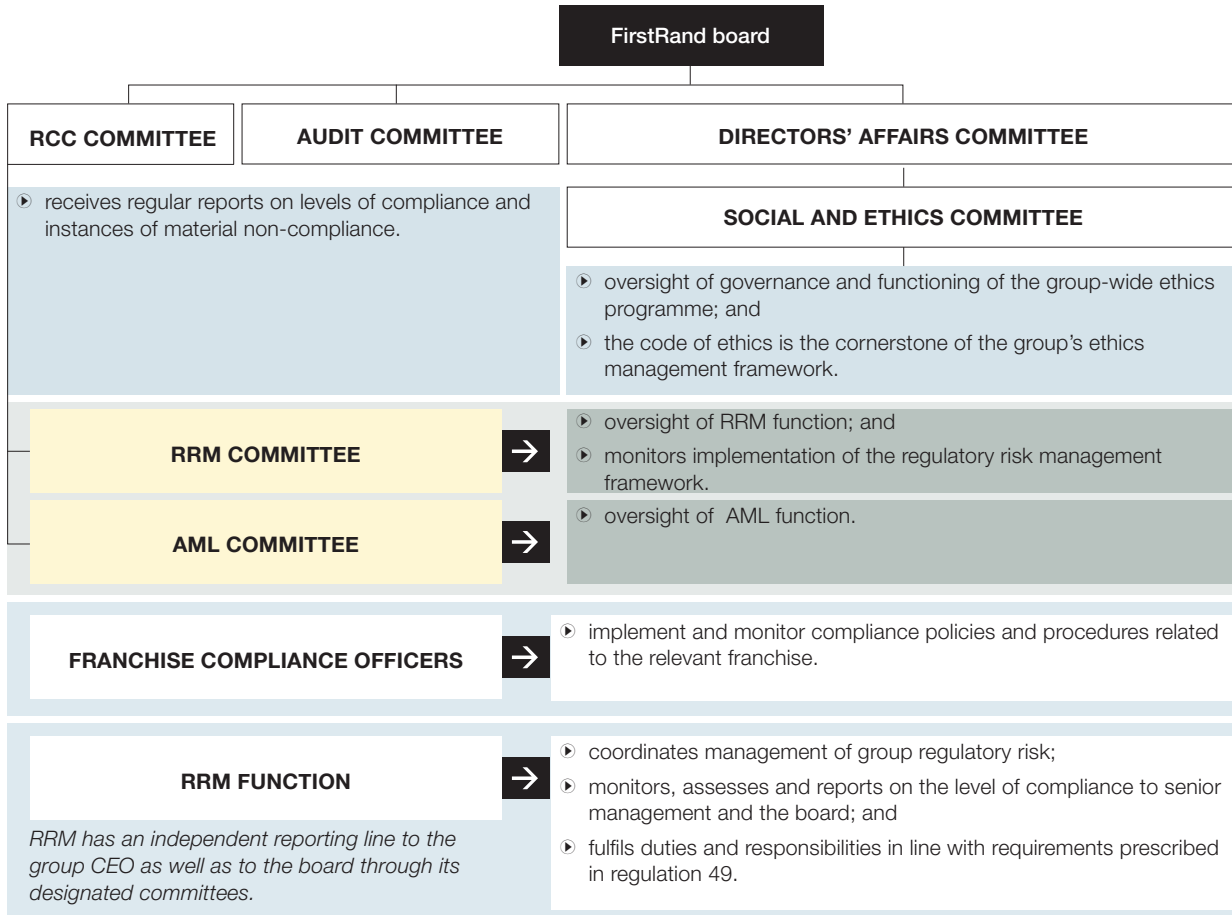 FirstRand board
RCC COMMITTEE
AUDIT COMMITTEE
DIRECTORS’ AFFAIRS COMMITTEE
receives regular reports on levels of compliance and
instances of material non-compliance.
SOCIAL AND ETHICS COMMITTEE
oversight of governance and functioning of the group-wide ethics
programme; and
the code of ethics is the cornerstone of the group’s ethics
management framework.
RRM COMMITTEE
oversight of RRM function; and
monitors implementation of the regulatory risk management
framework.
AML COMMITTEE
oversight of AML function.
FRANCHISE COMPLIANCE OFFICERS
implement and monitor compliance policies and procedures related
to the relevant franchise.
RRM FUNCTION
RRM has an independent reporting line to the
group CEO as well as to the board through its
designated committees.
coordinates management of group regulatory risk;
monitors, assesses and reports on the level of compliance to senior
management and the board; and
fulfils duties and responsibilities in line with requirements prescribed
in regulation 49.